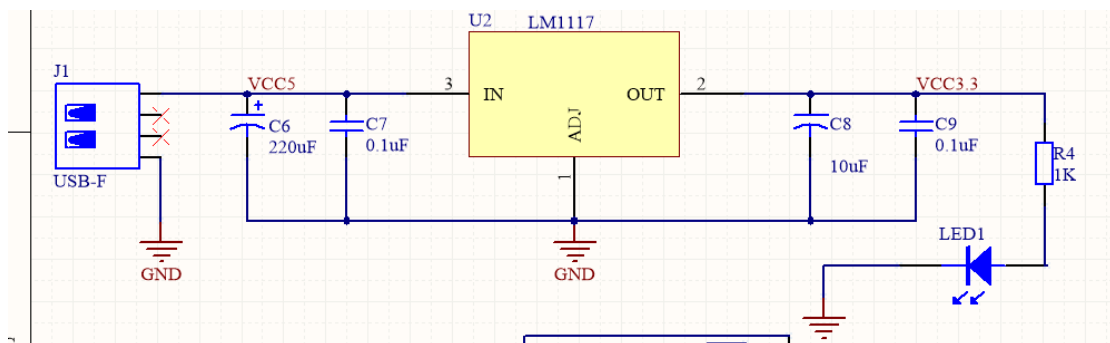 U2 LM1117
J1
VCC5
3
IN
OUT
2
VCC3.3
ADJ
1
C6
220uF
C7
0.1uF
C8
10uF
C9
0.1uF
R4
1K
USB-F
GND
GND
LED1